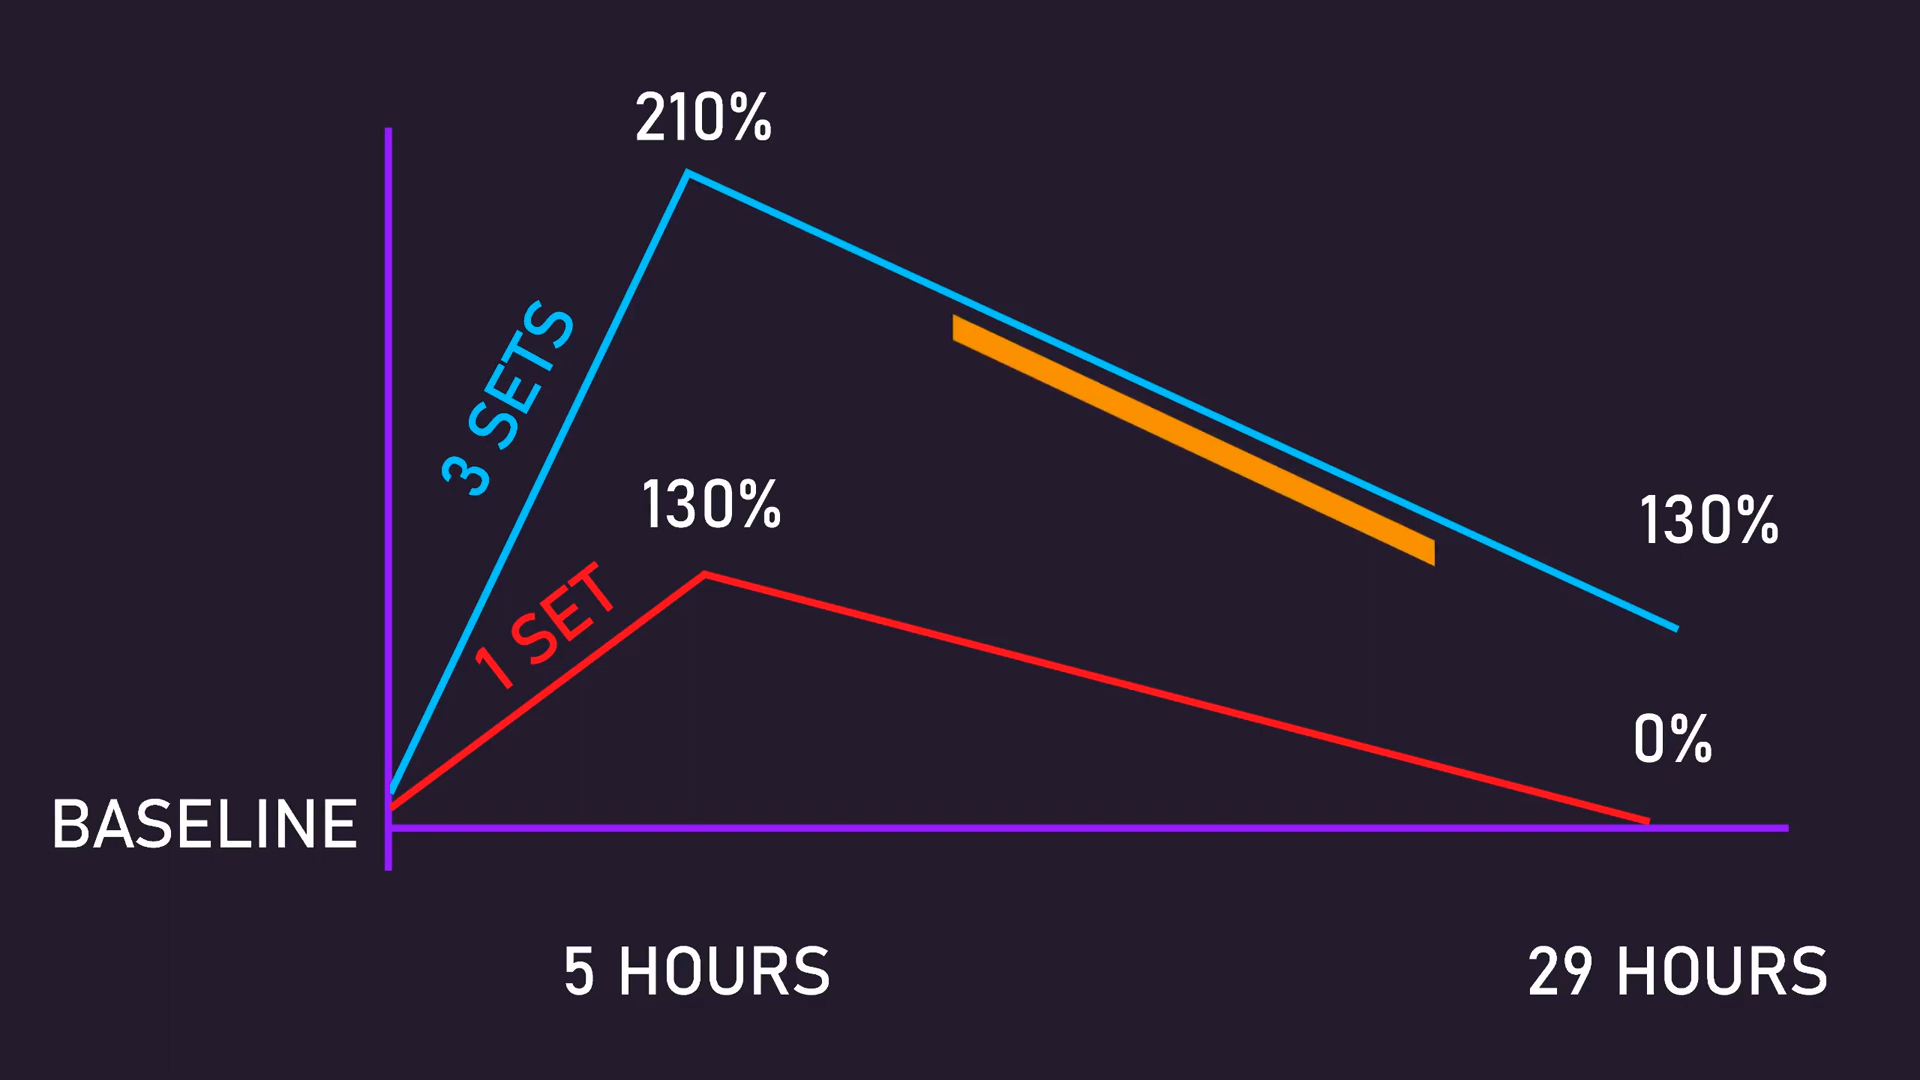 210%
3 SETS
130%
130%
1 SET
0%
BASELINE
5 HOURS
29 HOURS